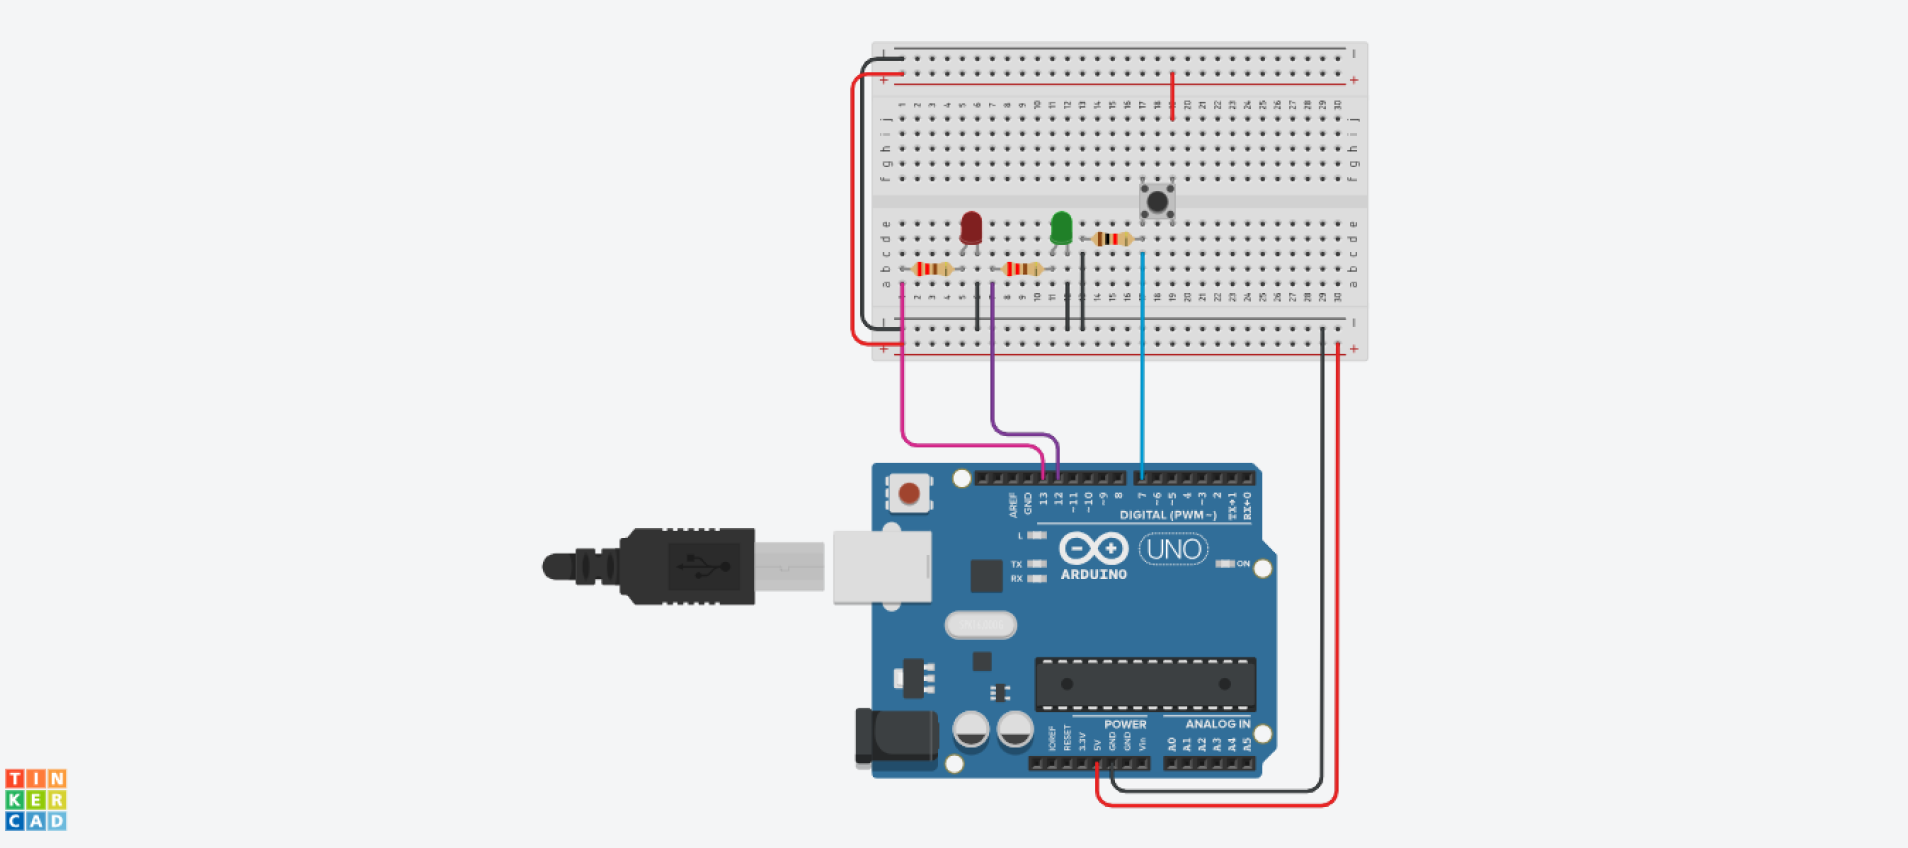 − −
+ +
1 2 3 4 5 6 7 8 9 10 11 12 13 14 15 16 17 18 19 20 21 22 23 24 25 26 27 28 29 30
j j
i i
h h
g g
f f
e e
d d
c c
b b
a a
1 2 3 4 5 6 7 8 9 10 11 12 13 14 15 16 17 18 19 20 21 22 23 24 25 26 27 28 29 30
− −
+ +
AREF GND 13 12 ~11 ~10 ~9 8 7 ~6 ~5 4 ~3 2 TX→1 RX←0
DIGITAL (PWM~)
L
TX
RX
ARDUINO
UNO
ON
POWER ANALOG IN
IOREF RESET 3.3V 5V GND GND Vin A0 A1 A2 A3 A4 A5
TIN
KER
CAD